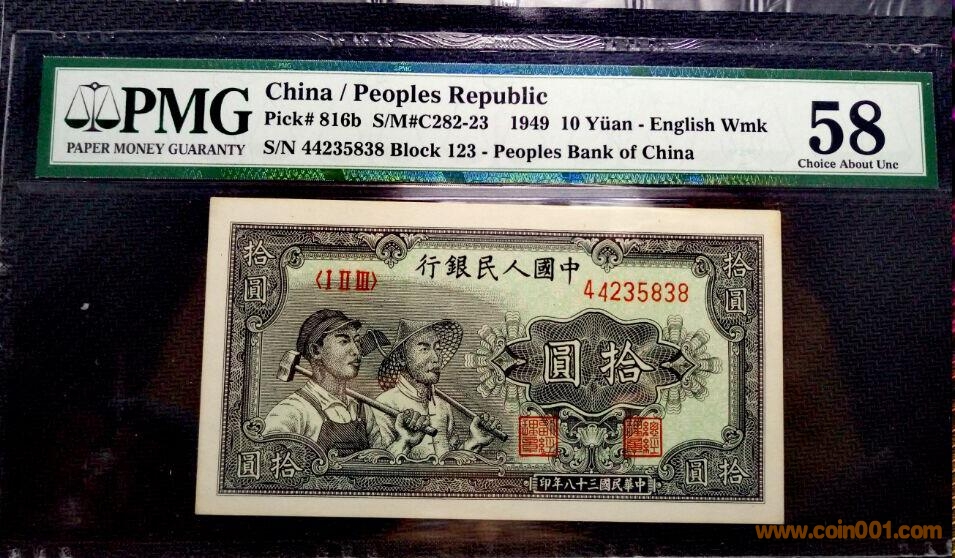 PMG
PAPER MONEY GUARANTY
China / Peoples Republic
Pick# 816b S/M#C282-23 1949 10 Yüan - English Wmk
S/N 44235838 Block 123 - Peoples Bank of China
58
Choice About Unc
拾圓
拾圓
行銀民人國中
〈I II III〉
44235838
圓拾
圓拾
圓拾
印年八十三國民華中
www.coin001.com